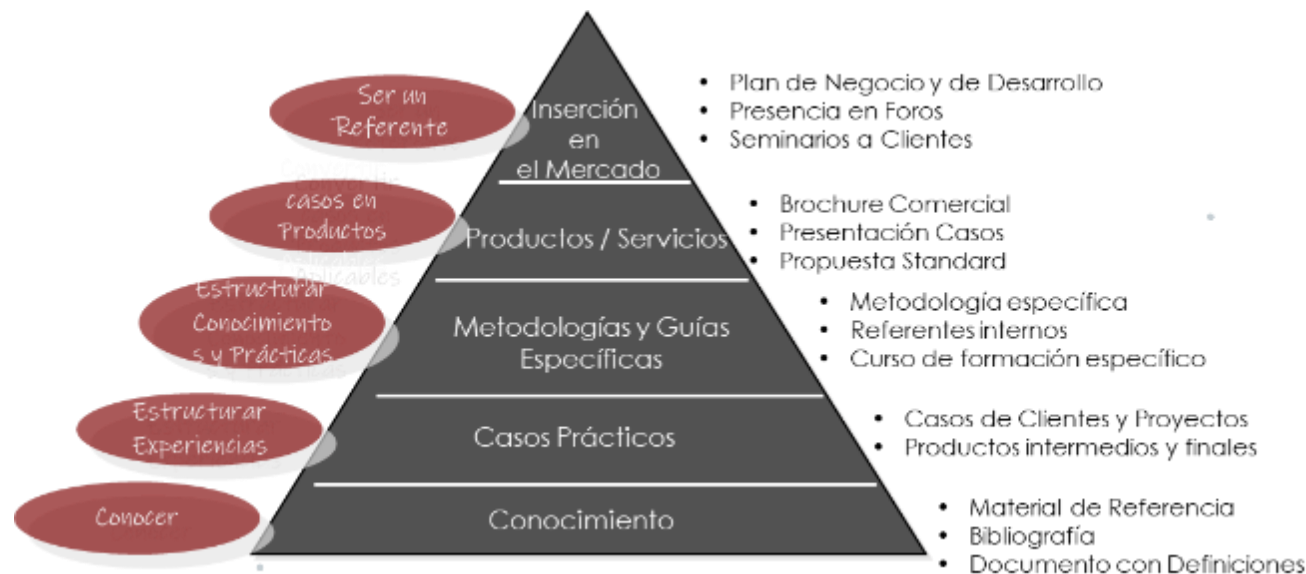 Ser un
Referente
Inserción
en
el Mercado
• Plan de Negocio y de Desarrollo
• Presencia en Foros
• Seminarios a Clientes
Convertir
casos en
Productos
Aplicables
Productos / Servicios
• Brochure Comercial
• Presentación Casos
• Propuesta Standard
Estructurar
Conocimiento
s y Prácticas
Metodologías y Guías
Específicas
• Metodología específica
• Referentes internos
• Curso de formación específico
Estructurar
Experiencias
Casos Prácticos
• Casos de Clientes y Proyectos
• Productos intermedios y finales
Conocer
Conocimiento
• Material de Referencia
• Bibliografía
• Documento con Definiciones